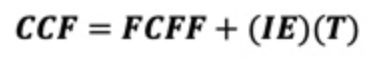 CCF = FCFF + (IE)(T)